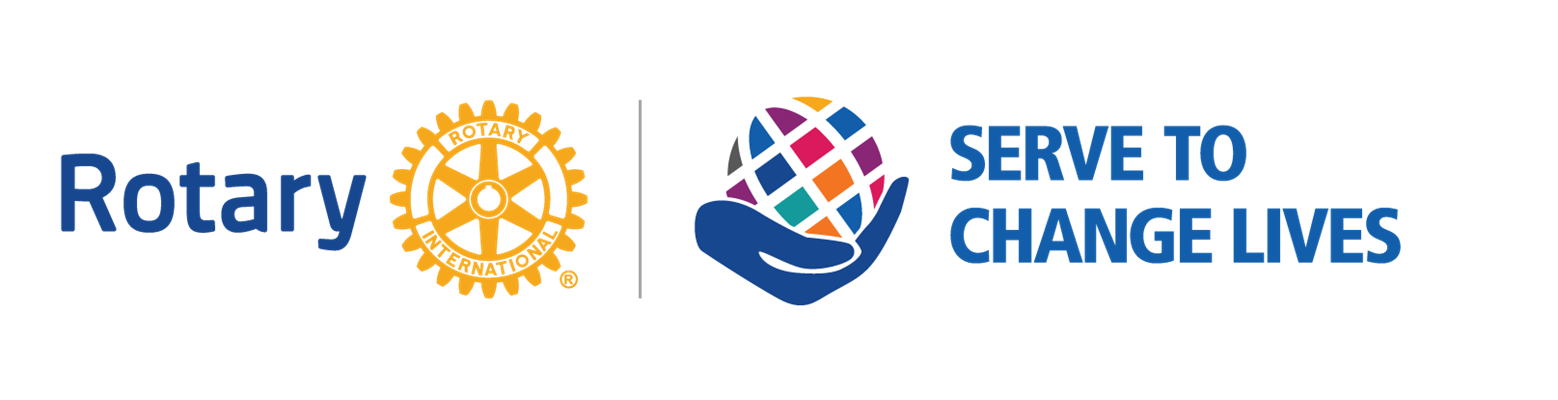 Rotary
ROTARY
INTERNATIONAL
®
SERVE TO
CHANGE LIVES